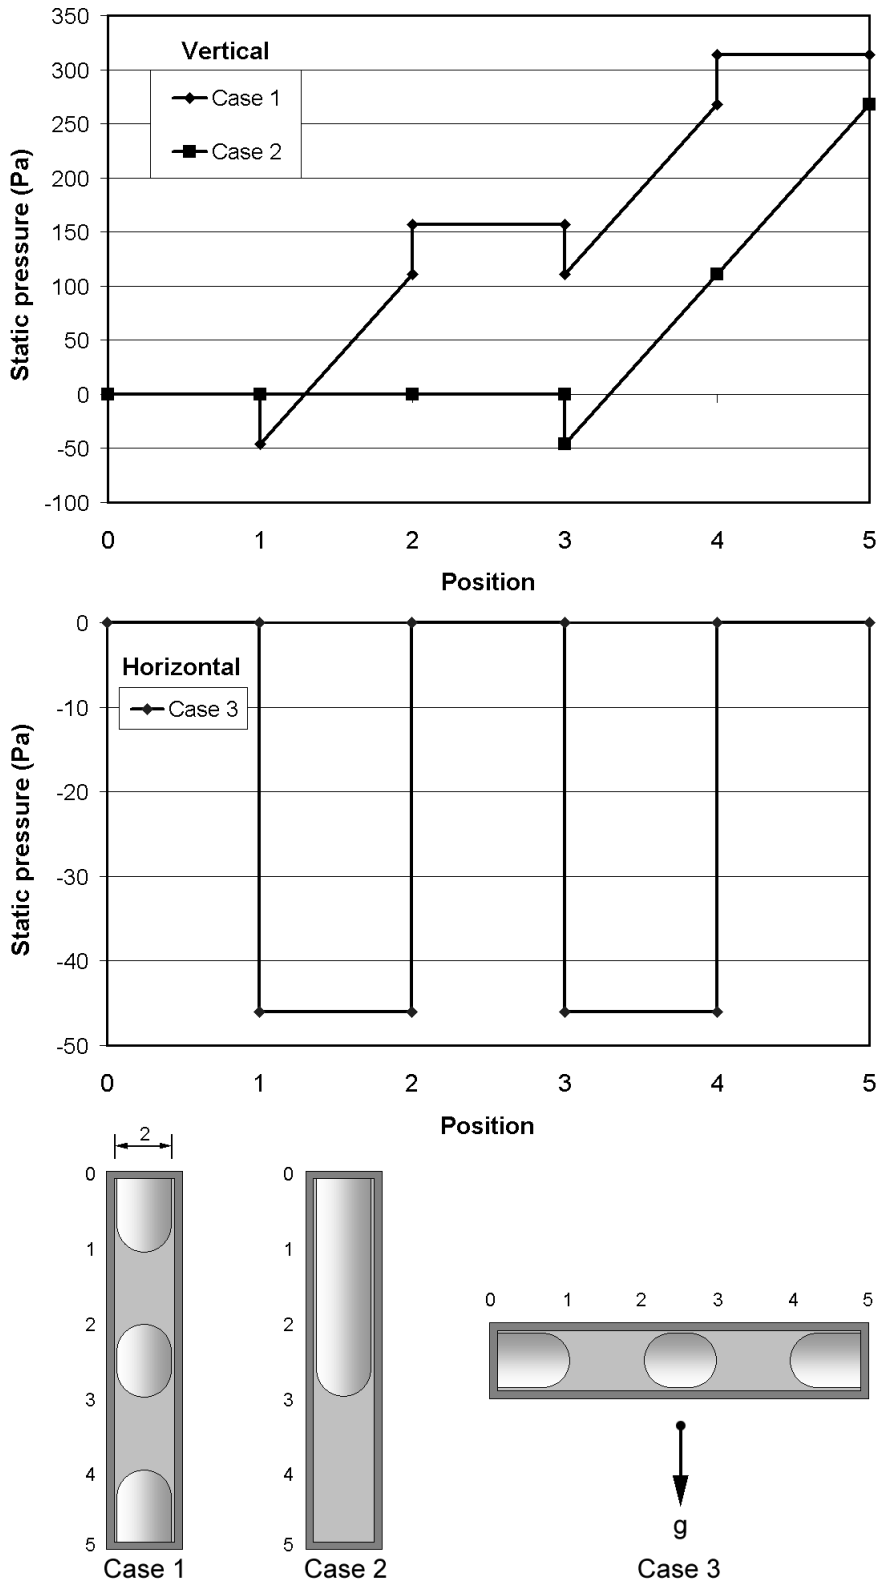 350
300
250
200
150
100
50
0
-50
-100
Static pressure (Pa)
Vertical
Case 1
Case 2
0 1 2 3 4 5
Position
0
-10
-20
-30
-40
-50
Static pressure (Pa)
Horizontal
Case 3
0 1 2 3 4 5
Position
2
0
1
2
3
4
5
Case 1
0
1
2
3
4
5
Case 2
0 1 2 3 4 5
g
Case 3